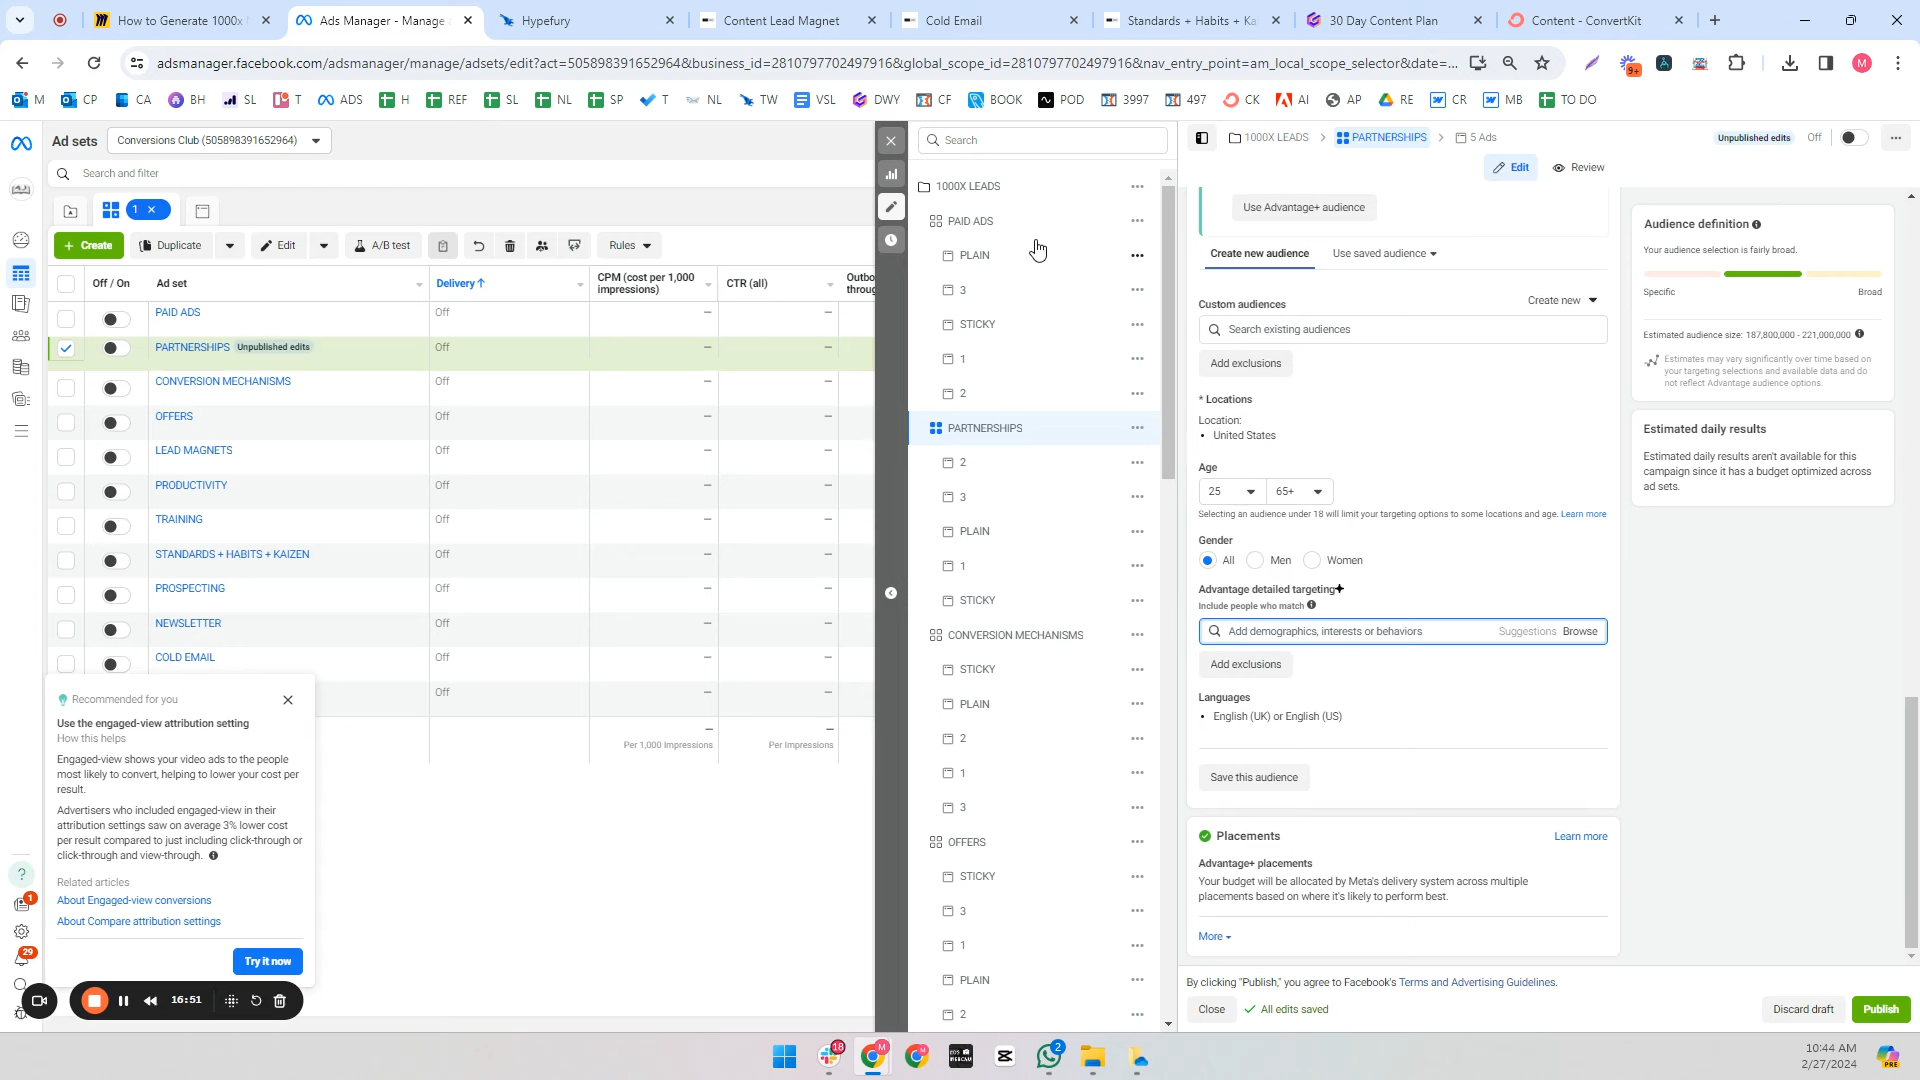 How to Generate 1000x
Ads Manager - Manage
Hypefury
Content Lead Magnet
Cold Email
Standards + Habits + Ka
30 Day Content Plan
Content - ConvertKit
adsmanager.facebook.com/adsmanager/manage/adsets/edit?act=505898391652964&business_id=2810797702497916&global_scope_id=2810797702497916&nav_entry_point=am_local_scope_selector&date=...
9+
M
M
CP
CA
BH
SL
T
ADS
H
REF
SL
NL
SP
T
NL
TW
VSL
DWY
CF
BOOK
POD
3997
497
CK
AI
AP
RE
CR
MB
TO DO
Ad sets
Conversions Club (505898391652964)
Search and filter
1
Create
Duplicate
Edit
A/B test
Rules
Off / On
Ad set
Delivery ↑
CPM (cost per 1,000 impressions)
CTR (all)
Outbo
throug
PAID ADS
Off
—
—
PARTNERSHIPS
Unpublished edits
Off
—
—
CONVERSION MECHANISMS
Off
—
—
OFFERS
Off
—
—
LEAD MAGNETS
Off
—
—
PRODUCTIVITY
Off
—
—
TRAINING
Off
—
—
STANDARDS + HABITS + KAIZEN
Off
—
—
PROSPECTING
Off
—
—
NEWSLETTER
Off
—
—
COLD EMAIL
Off
—
—
Off
—
—
—
—
Per 1,000 Impressions
Per Impressions
Recommended for you
Use the engaged-view attribution setting
How this helps
Engaged-view shows your video ads to the people
most likely to convert, helping to lower your cost per
result.
Advertisers who included engaged-view in their
attribution settings saw on average 3% lower cost
per result compared to just including click-through or
click-through and view-through.
Related articles
About Engaged-view conversions
About Compare attribution settings
Try it now
1
29
16:51
Search
1000X LEADS
PAID ADS
PLAIN
3
STICKY
1
2
PARTNERSHIPS
2
3
PLAIN
1
STICKY
CONVERSION MECHANISMS
STICKY
PLAIN
2
1
3
OFFERS
STICKY
3
1
PLAIN
2
1000X LEADS
PARTNERSHIPS
5 Ads
Unpublished edits
Off
Edit
Review
Use Advantage+ audience
Create new audience
Use saved audience
Custom audiences
Create new
Search existing audiences
Add exclusions
* Locations
Location:
• United States
Age
25
65+
Selecting an audience under 18 will limit your targeting options to some locations and age. Learn more
Gender
All
Men
Women
Advantage detailed targeting
Include people who match
Add demographics, interests or behaviors
Suggestions
Browse
Add exclusions
Languages
• English (UK) or English (US)
Save this audience
Placements
Learn more
Advantage+ placements
Your budget will be allocated by Meta's delivery system across multiple
placements based on where it's likely to perform best.
More
Audience definition
Your audience selection is fairly broad.
Specific
Broad
Estimated audience size: 187,800,000 - 221,000,000
Estimates may vary significantly over time based on
your targeting selections and available data and do
not reflect Advantage audience options.
Estimated daily results
Estimated daily results aren't available for this
campaign since it has a budget optimized across
ad sets.
By clicking "Publish," you agree to Facebook's Terms and Advertising Guidelines.
Close
All edits saved
Discard draft
Publish
18
M
EOS WEBCAM
2
10:44 AM
2/27/2024
PRE